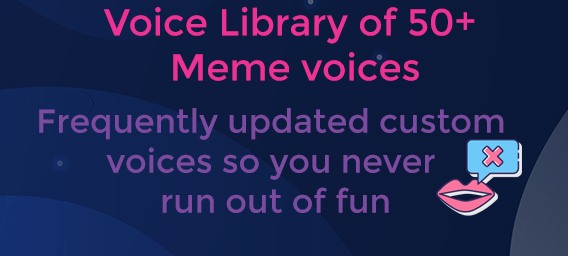 Voice Library of 50+
Meme voices
Frequently updated custom
voices so you never
run out of fun